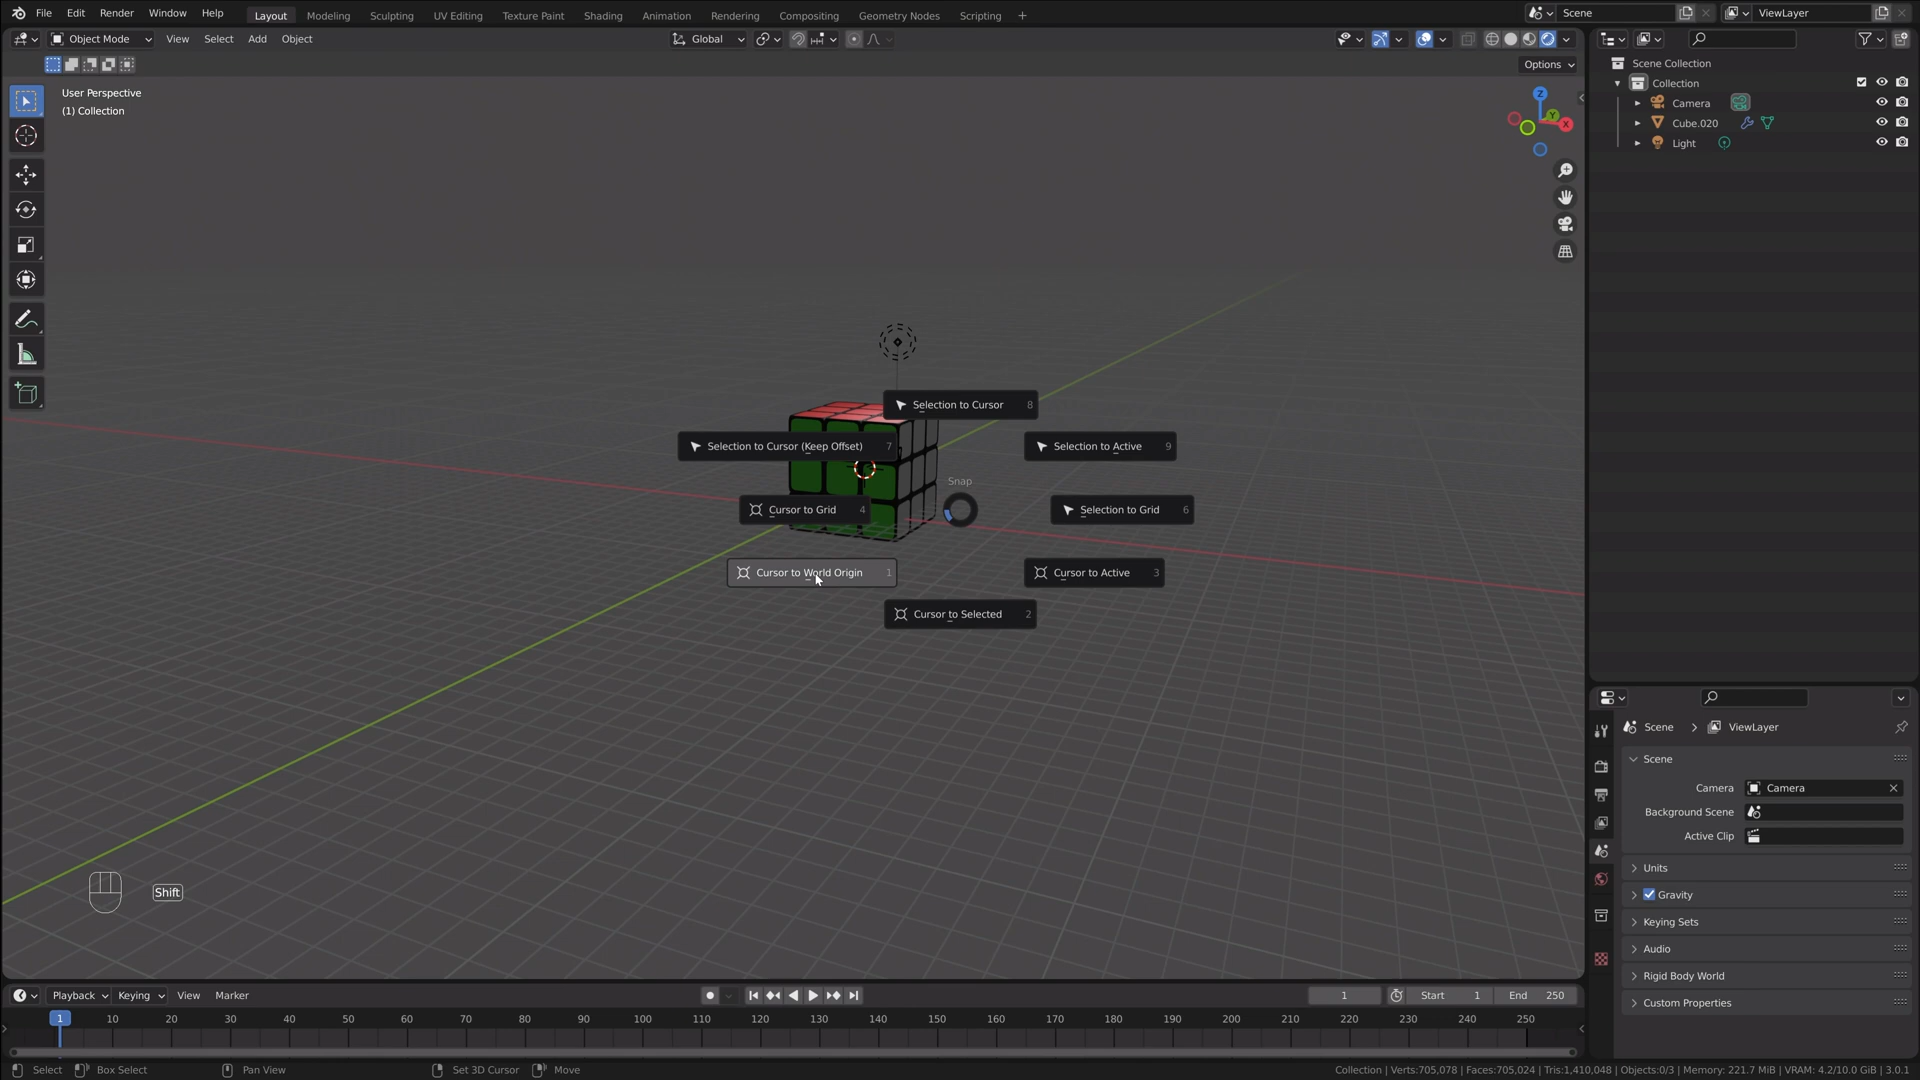 File Edit Render Window Help Layout Modeling Sculpting UV Editing Texture Paint Shading Animation Rendering Compositing Geometry Nodes Scripting + Scene ViewLayer
Object Mode View Select Add Object Global
Options
User Perspective
(1) Collection
Z
Y
X
Scene Collection
Collection
Camera
Cube.020
Light
Selection to Cursor 8
Selection to Cursor (Keep Offset) 7
Selection to Active 9
Snap
Cursor to Grid 4
Selection to Grid 6
Cursor to World Origin 1
Cursor to Active 3
Cursor to Selected 2
Shift
Scene > ViewLayer
Scene
Camera Camera
Background Scene
Active Clip
Units
Gravity
Keying Sets
Audio
Rigid Body World
Custom Properties
Playback Keying View Marker 1 Start 1 End 250
1 10 20 30 40 50 60 70 80 90 100 110 120 130 140 150 160 170 180 190 200 210 220 230 240 250
Select Box Select Pan View Set 3D Cursor Move Collection | Verts:705,078 | Faces:705,024 | Tris:1,410,048 | Objects:0/3 | Memory: 221.7 MiB | VRAM: 4.2/10.0 GiB | 3.0.1